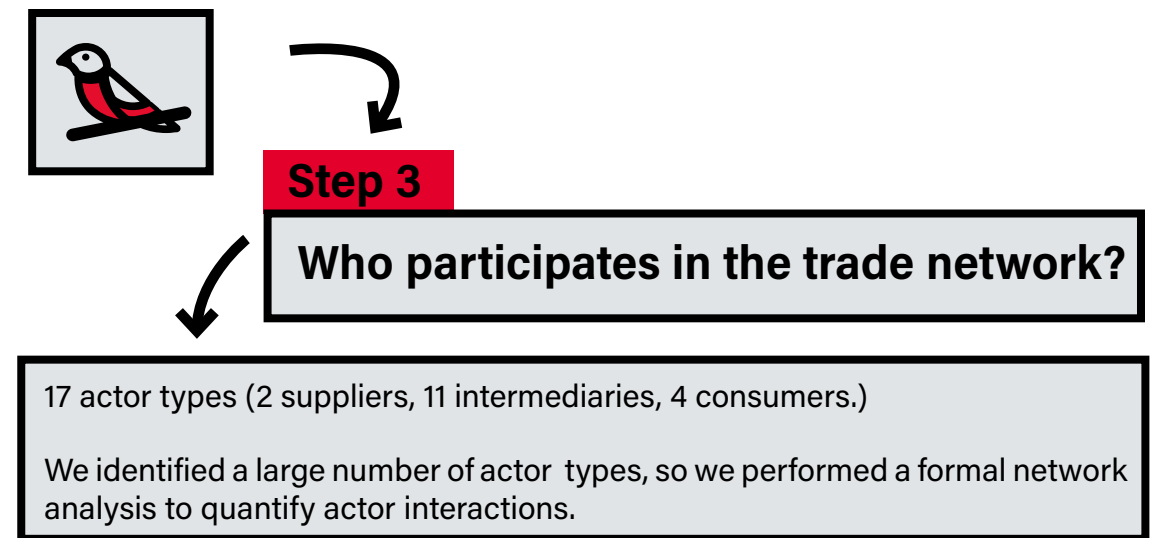 Step 3
Who participates in the trade network?
17 actor types (2 suppliers, 11 intermediaries, 4 consumers.)
We identified a large number of actor types, so we performed a formal network
analysis to quantify actor interactions.